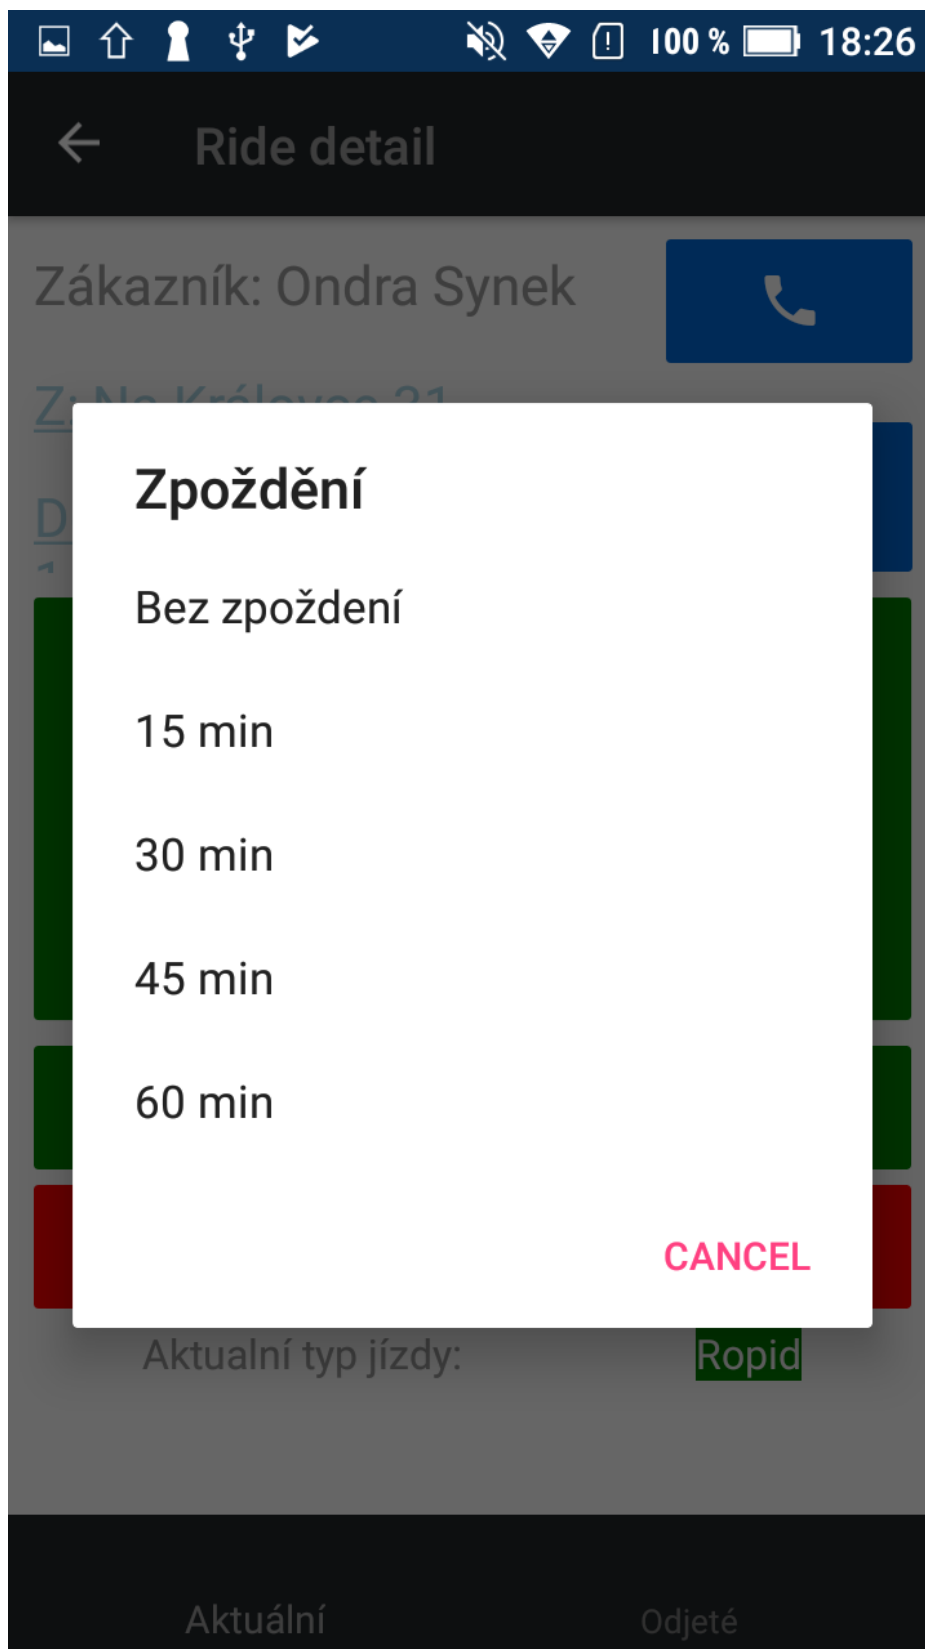 100 % 18:26
Ride detail
Zákazník: Ondra Synek
Z:
Zpoždění
Bez zpoždení
15 min
30 min
45 min
60 min
CANCEL
Aktualní typ jízdy: Ropid
Aktuální Odjeté